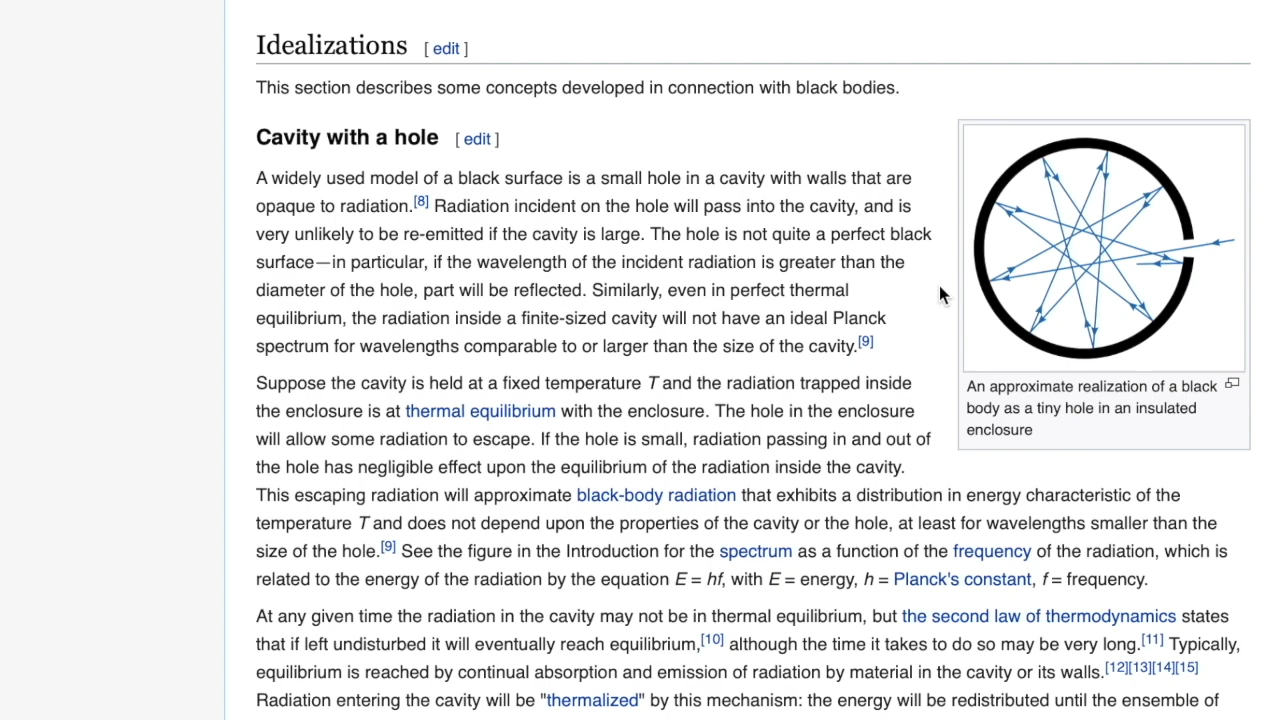 Idealizations [ edit ]
This section describes some concepts developed in connection with black bodies.
Cavity with a hole [ edit ]
A widely used model of a black surface is a small hole in a cavity with walls that are
opaque to radiation.[8] Radiation incident on the hole will pass into the cavity, and is
very unlikely to be re-emitted if the cavity is large. The hole is not quite a perfect black
surface—in particular, if the wavelength of the incident radiation is greater than the
diameter of the hole, part will be reflected. Similarly, even in perfect thermal
equilibrium, the radiation inside a finite-sized cavity will not have an ideal Planck
spectrum for wavelengths comparable to or larger than the size of the cavity.[9]
An approximate realization of a black
body as a tiny hole in an insulated
enclosure
Suppose the cavity is held at a fixed temperature T and the radiation trapped inside
the enclosure is at thermal equilibrium with the enclosure. The hole in the enclosure
will allow some radiation to escape. If the hole is small, radiation passing in and out of
the hole has negligible effect upon the equilibrium of the radiation inside the cavity.
This escaping radiation will approximate black-body radiation that exhibits a distribution in energy characteristic of the
temperature T and does not depend upon the properties of the cavity or the hole, at least for wavelengths smaller than the
size of the hole.[9] See the figure in the Introduction for the spectrum as a function of the frequency of the radiation, which is
related to the energy of the radiation by the equation E = hf, with E = energy, h = Planck's constant, f = frequency.
At any given time the radiation in the cavity may not be in thermal equilibrium, but the second law of thermodynamics states
that if left undisturbed it will eventually reach equilibrium,[10] although the time it takes to do so may be very long.[11] Typically,
equilibrium is reached by continual absorption and emission of radiation by material in the cavity or its walls.[12][13][14][15]
Radiation entering the cavity will be "thermalized" by this mechanism: the energy will be redistributed until the ensemble of